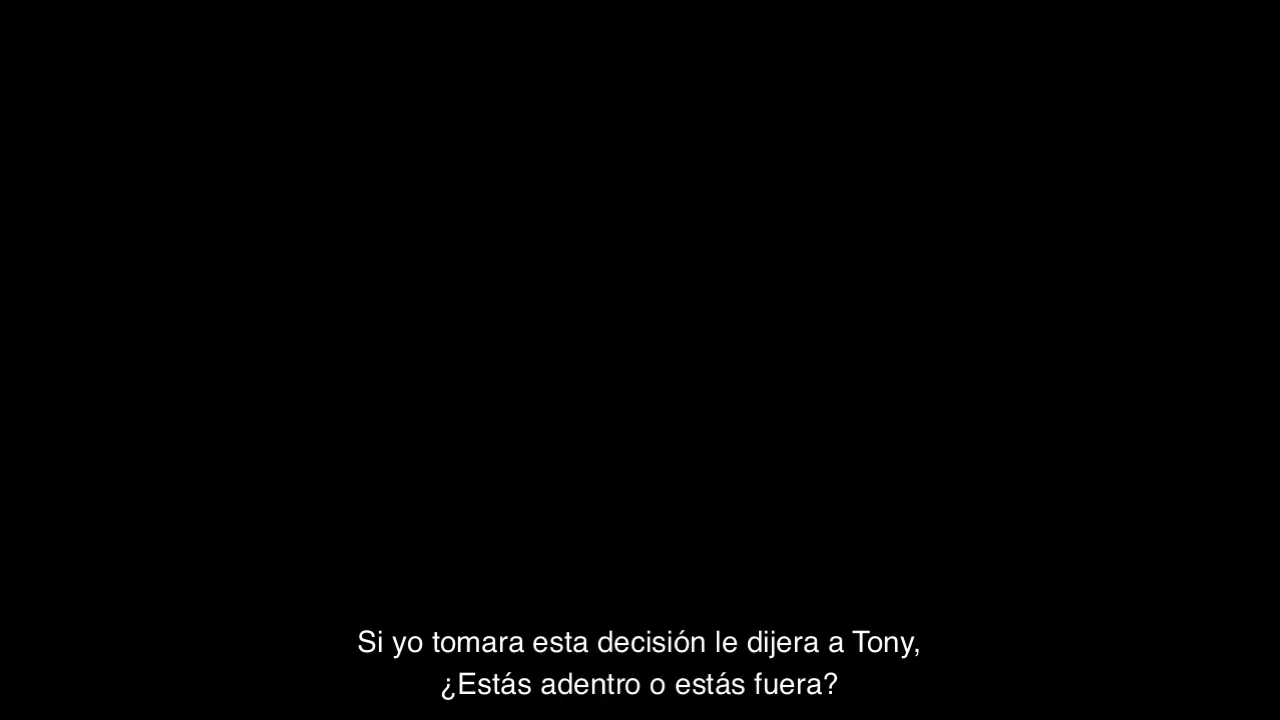 Si yo tomara esta decisión le dijera a Tony,
¿Estás adentro o estás fuera?